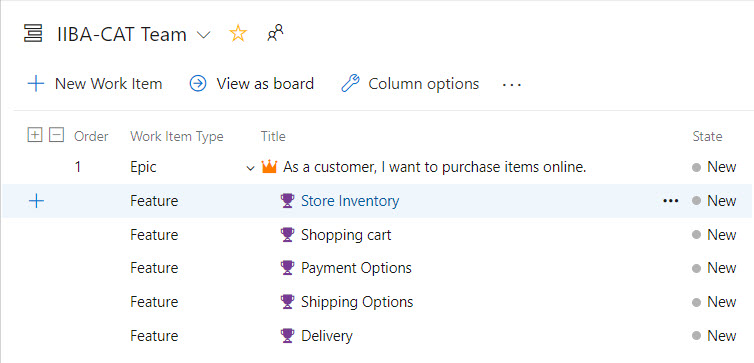 IIBA-CAT Team
New Work Item View as board Column options ...
Order Work Item Type Title State
1 Epic As a customer, I want to purchase items online. New
Feature Store Inventory ... New
Feature Shopping cart New
Feature Payment Options New
Feature Shipping Options New
Feature Delivery New